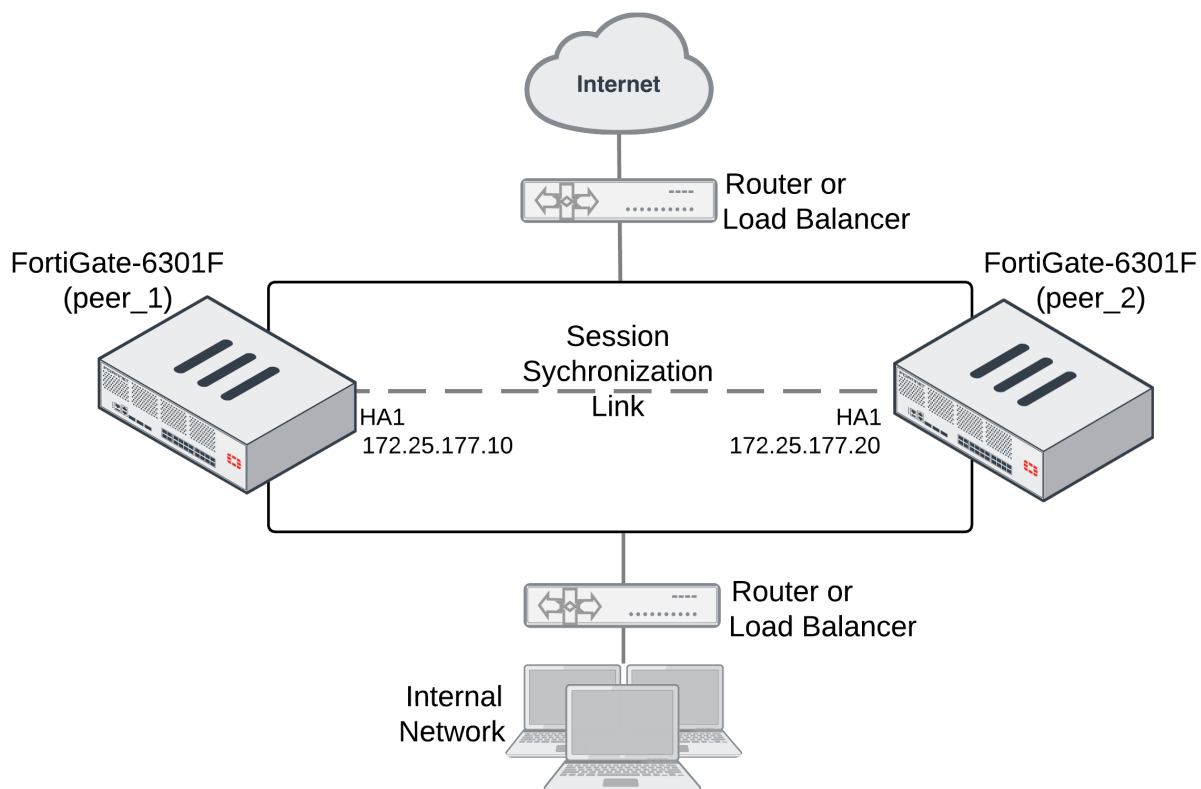 Internet
Router or
Load Balancer
FortiGate-6301F
(peer_1)
FortiGate-6301F
(peer_2)
Session
Sychronization
Link
HA1
172.25.177.10
HA1
172.25.177.20
Router or
Load Balancer
Internal
Network